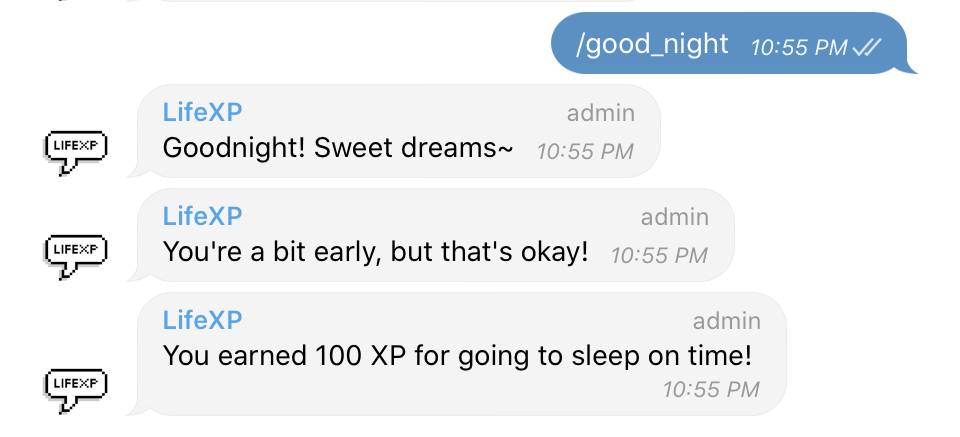 /good_night 10:55 PM
LifeXP admin
LIFEXP Goodnight! Sweet dreams~ 10:55 PM
LifeXP admin
LIFEXP You're a bit early, but that's okay! 10:55 PM
LifeXP admin
You earned 100 XP for going to sleep on time!
LIFEXP 10:55 PM